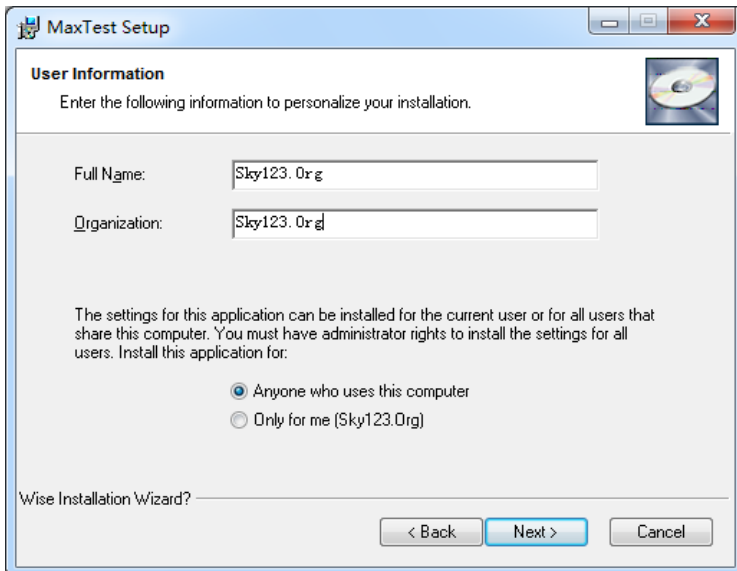 MaxTest Setup
User Information
Enter the following information to personalize your installation.
Full Name:
Sky123.Org
Organization:
Sky123.Org
The settings for this application can be installed for the current user or for all users that
share this computer. You must have administrator rights to install the settings for all
users. Install this application for:
Anyone who uses this computer
Only for me (Sky123.Org)
Wise Installation Wizard?
< Back
Next >
Cancel